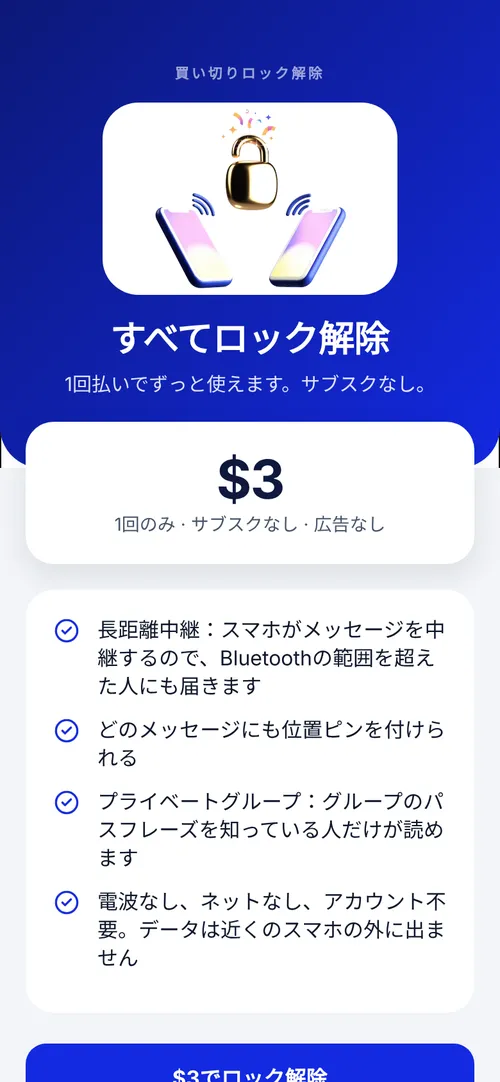 買い切りロック解除
すべてロック解除
1回払いでずっと使えます。サブスクなし。
$3
1回のみ · サブスクなし · 広告なし
長距離中継：スマホがメッセージを中
継するので、Bluetoothの範囲を超え
た人にも届きます
どのメッセージにも位置ピンを付けら
れる
プライベートグループ：グループのパ
スフレーズを知っている人だけが読め
ます
電波なし、ネットなし、アカウント不
要。データは近くのスマホの外に出ま
せん
$3でロック解除